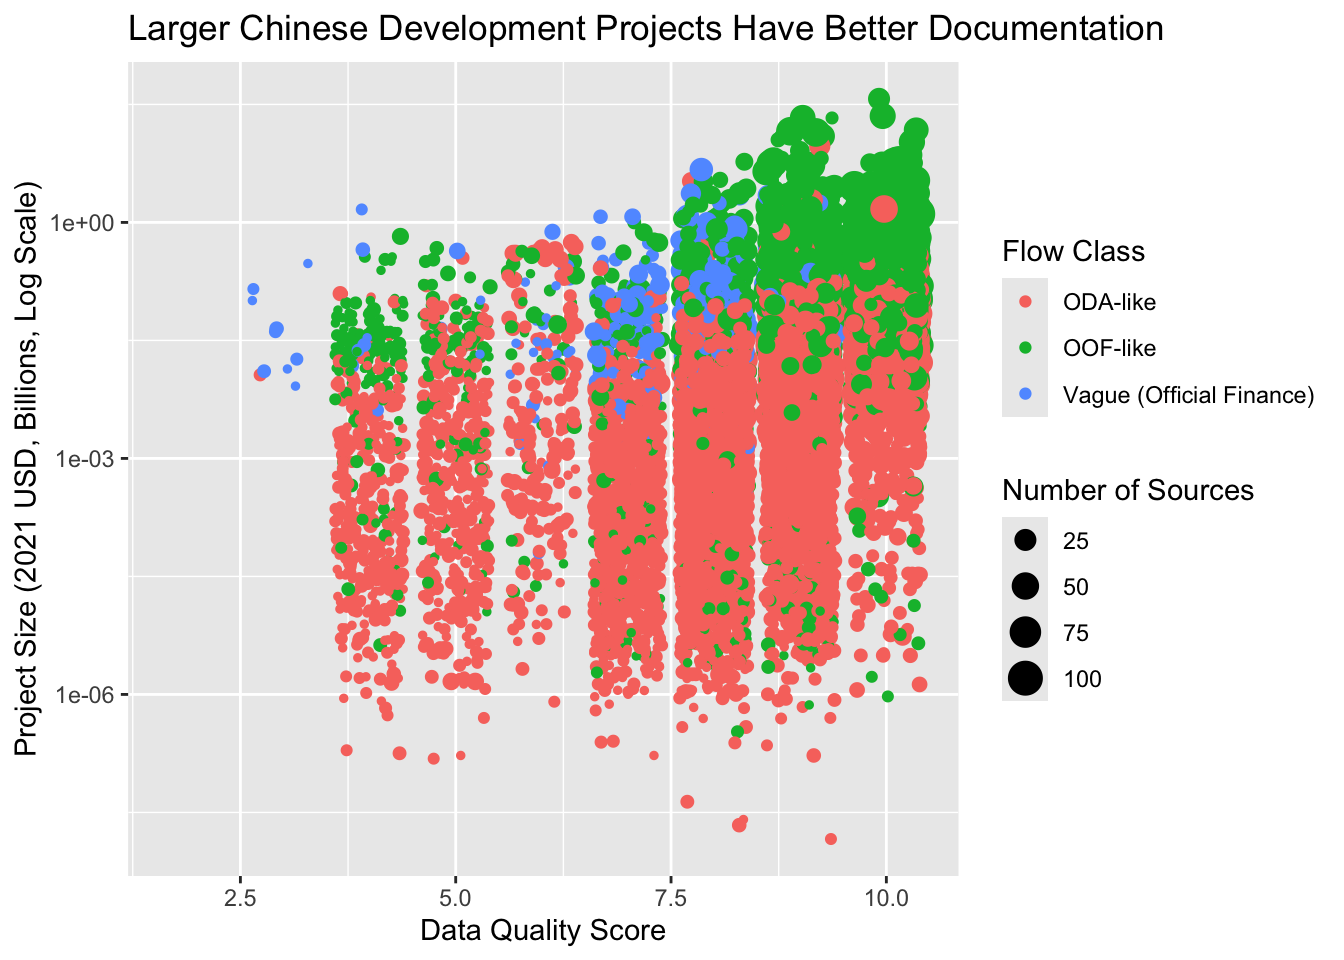 Larger Chinese Development Projects Have Better Documentation
Project Size (2021 USD, Billions, Log Scale)
1e+00
1e-03
1e-06
2.5
5.0
7.5
10.0
Data Quality Score
Flow Class
ODA-like
OOF-like
Vague (Official Finance)
Number of Sources
25
50
75
100